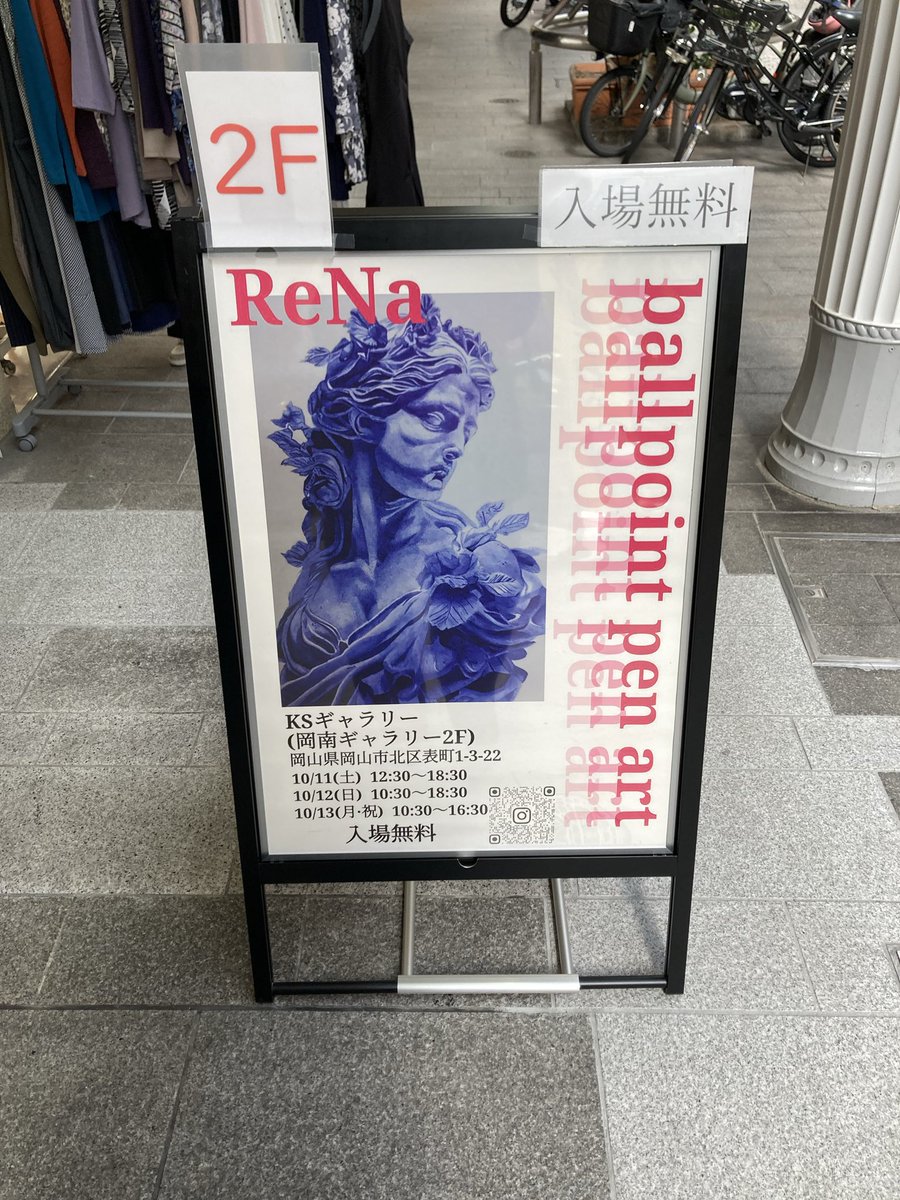 2F
入場無料
ReNa
ballpoint pen art
ballpoint pen art
KSギャラリー
(岡南ギャラリー2F)
岡山県岡山市北区表町1-3-22
10/11(土) 12:30〜18:30
10/12(日) 10:30〜18:30
10/13(月·祝) 10:30〜16:30
入場無料